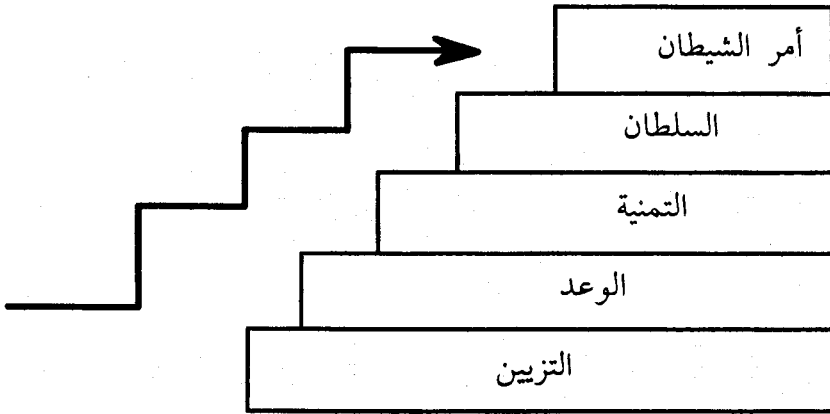 أمر الشيطان
السلطان
التمنية
الوعد
التزيين